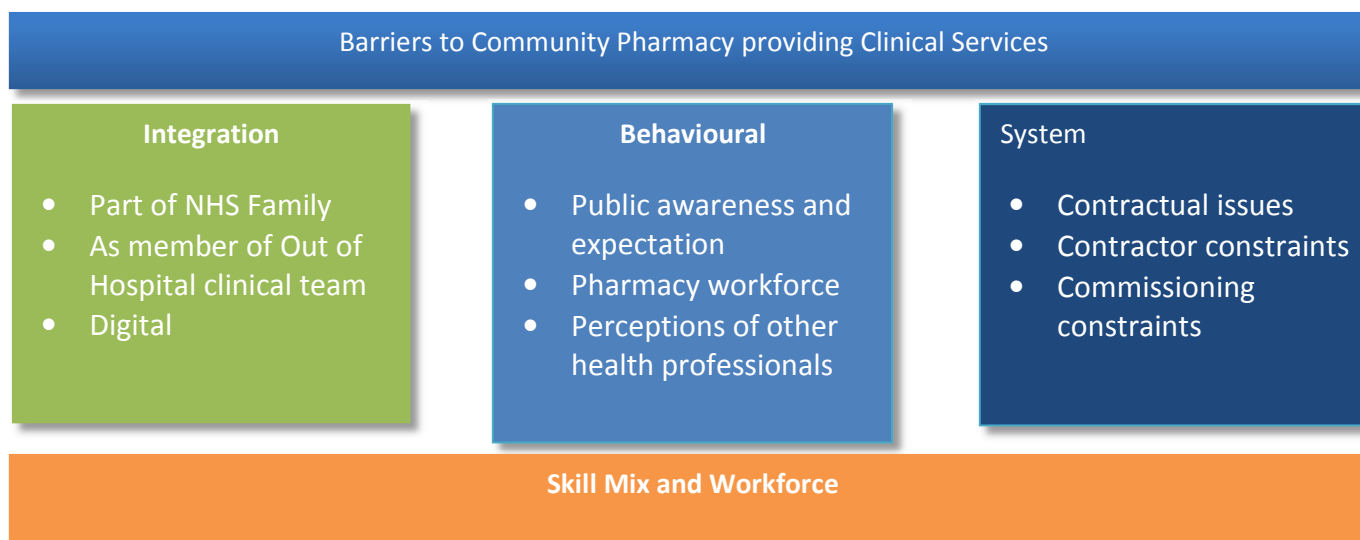 Barriers to Community Pharmacy providing Clinical Services
Integration
• Part of NHS Family
• As member of Out of
Hospital clinical team
• Digital
Behavioural
• Public awareness and
expectation
• Pharmacy workforce
• Perceptions of other
health professionals
System
• Contractual issues
• Contractor constraints
• Commissioning
constraints
Skill Mix and Workforce